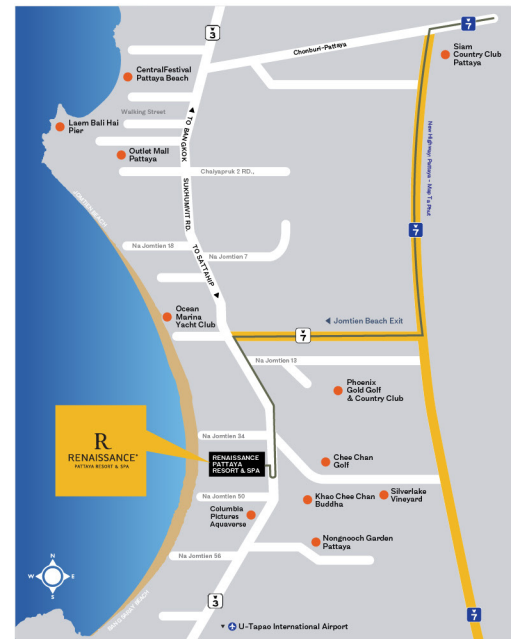 3
7
Chonburi-Pattaya
Siam
Country Club
Pattaya
CentralFestival
Pattaya Beach
Walking Street
Laem Bali Hai
Pier
TO BANGKOK
Outlet Mall
Pattaya
New Highway: Pattaya - Map Ta Phut
Chaiyapruk 2 RD.,
SUKHUMVIT RD.
JOMTIEN BEACH
7
Na Jomtien 18
TO SATTAHIP
Na Jomtien 7
Ocean
Marina
Yacht Club
Jomtien Beach Exit
7
Na Jomtien 13
Phoenix
Gold Golf
& Country Club
R
RENAISSANCE®
PATTAYA RESORT & SPA
Na Jomtien 34
RENAISSANCE
PATTAYA
RESORT & SPA
Chee Chan
Golf
Na Jomtien 50
Khao Chee Chan
Buddha
Silverlake
Vineyard
Columbia
Pictures
Aquaverse
Nongnooch Garden
Pattaya
Na Jomtien 56
N
W
E
S
3
7
U-Tapao International Airport